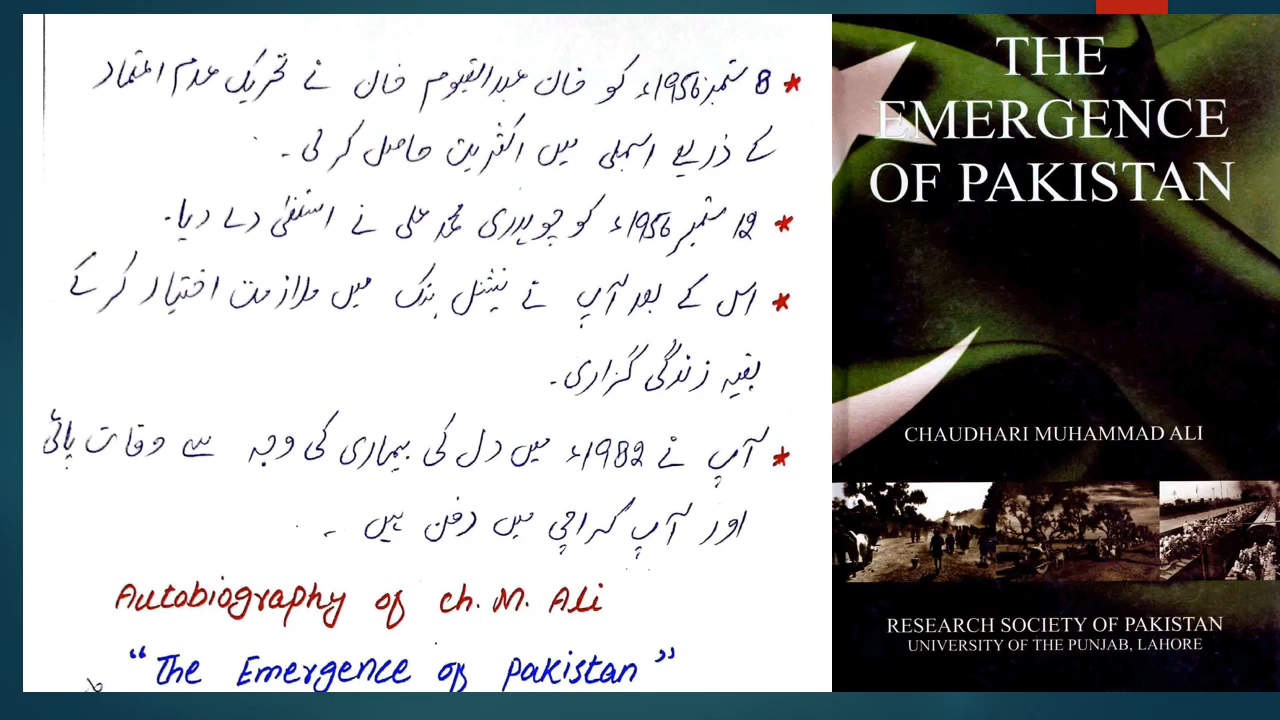 * 8 ستمبر 1956ء کو خان عبدالقیوم خان نے تحریک عدم اعتماد
کے ذریعے اسمبلی میں اکثریت حاصل کر لی۔
* 12 ستمبر 1956ء کو چوہدری محمد علی نے استعفیٰ دے دیا۔
* اس کے بعد آپ نے نیشنل بنک میں ملازمت اختیار کر کے
بقیہ زندگی گزاری۔
* آپ نے 1982ء میں دل کی بیماری کی وجہ سے وفات پائی
اور آپ کراچی میں دفن ہیں ۔
Autobiography of Ch. M. Ali
“The Emergence of Pakistan”
THE
EMERGENCE
OF PAKISTAN
CHAUDHARI MUHAMMAD ALI
RESEARCH SOCIETY OF PAKISTAN
UNIVERSITY OF THE PUNJAB, LAHORE